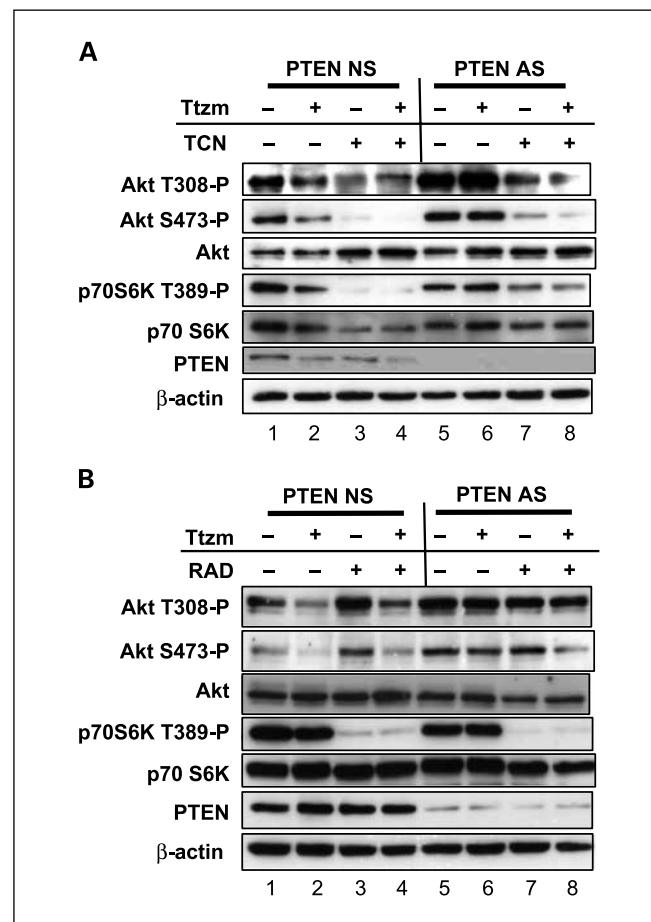 A
PTEN NS PTEN AS
Ttzm – + – + – + – +
TCN – – + + – – + +
Akt T308-P
Akt S473-P
Akt
p70S6K T389-P
p70 S6K
PTEN
β-actin
1 2 3 4 5 6 7 8
B
PTEN NS PTEN AS
Ttzm – + – + – + – +
RAD – – + + – – + +
Akt T308-P
Akt S473-P
Akt
p70S6K T389-P
p70 S6K
PTEN
β-actin
1 2 3 4 5 6 7 8